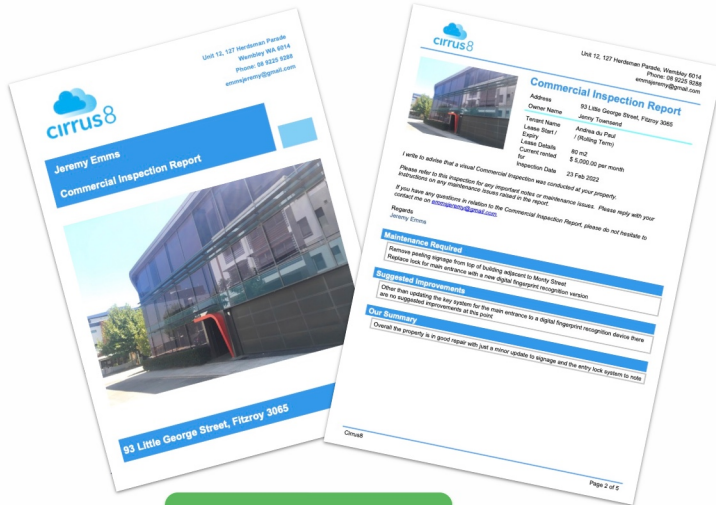 Unit 12, 127 Herdsman Parade
Wembley WA 6014
Phone: 08 9225 9288
emmsjeremy@gmail.com
cirrus8
Jeremy Emms
Commercial Inspection Report
93 Little George Street, Fitzroy 3065
cirrus8
Unit 12, 127 Herdsman Parade, Wembley 6014
Phone: 08 9225 9288
emmsjeremy@gmail.com
Commercial Inspection Report
Address 93 Little George Street, Fitzroy 3065
Owner Name Jenny Townsend
Tenant Name Andrea du Paul
Lease Start / / (Rolling Term)
Expiry
Lease Details 80 m2
Current rented $ 5,000.00 per month
for
Inspection Date 23 Feb 2022
I write to advise that a visual Commercial Inspection was conducted at your property.
Please refer to this inspection for any important notes or maintenance issues. Please reply with your
instructions on any maintenance issues raised in the report.
If you have any questions in relation to the Commercial Inspection Report, please do not hesitate to
contact me on emmsjeremy@gmail.com.
Regards
Jeremy Emms
Maintenance Required
Remove peeling signage from top of building adjacent to Monty Street
Replace lock for main entrance with a new digital fingerprint recognition version
Suggested Improvements
Other than updating the key system for the main entrance to a digital fingerprint recognition device there
are no suggested improvements at this point
Our Summary
Overall the property is in good repair with just a minor update to signage and the entry lock system to note
Cirrus8
Page 2 of 5